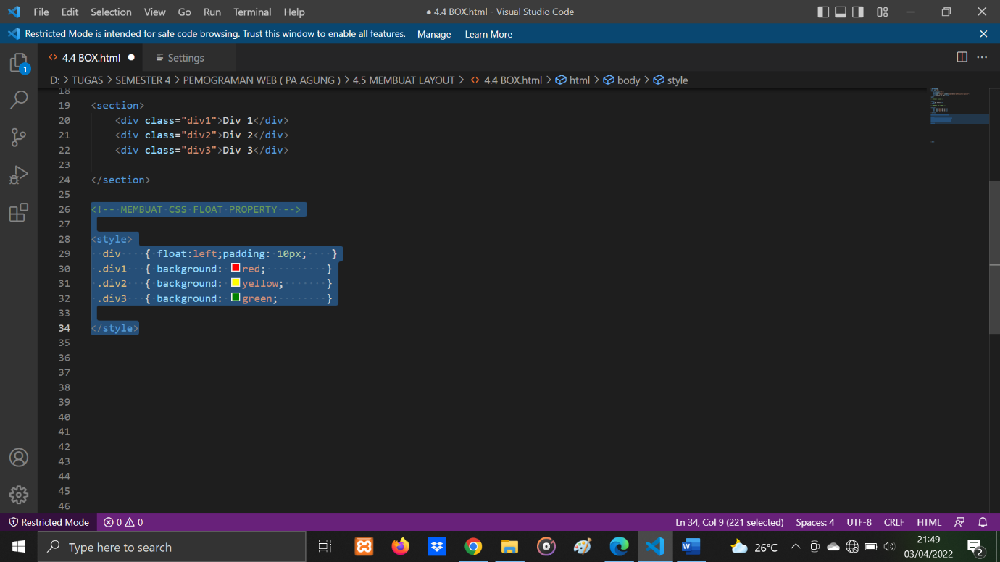 File Edit Selection View Go Run Terminal Help ● 4.4 BOX.html - Visual Studio Code
Restricted Mode is intended for safe code browsing. Trust this window to enable all features. Manage Learn More
4.4 BOX.html Settings
D: > TUGAS > SEMESTER 4 > PEMOGRAMAN WEB ( PA AGUNG ) > 4.5 MEMBUAT LAYOUT > 4.4 BOX.html > html > body > style
18
19 <section>
20 <div class="div1">Div 1</div>
21 <div class="div2">Div 2</div>
22 <div class="div3">Div 3</div>
23
24 </section>
25
26 <!-- MEMBUAT CSS FLOAT PROPERTY -->
27
28 <style>
29 div { float:left;padding: 10px; }
30 .div1 { background: red; }
31 .div2 { background: yellow; }
32 .div3 { background: green; }
33
34 </style>
35
36
37
38
39
40
41
42
43
44
45
46
Restricted Mode 0 0 Ln 34, Col 9 (221 selected) Spaces: 4 UTF-8 CRLF HTML
Type here to search 26°C 21:49
03/04/2022 2